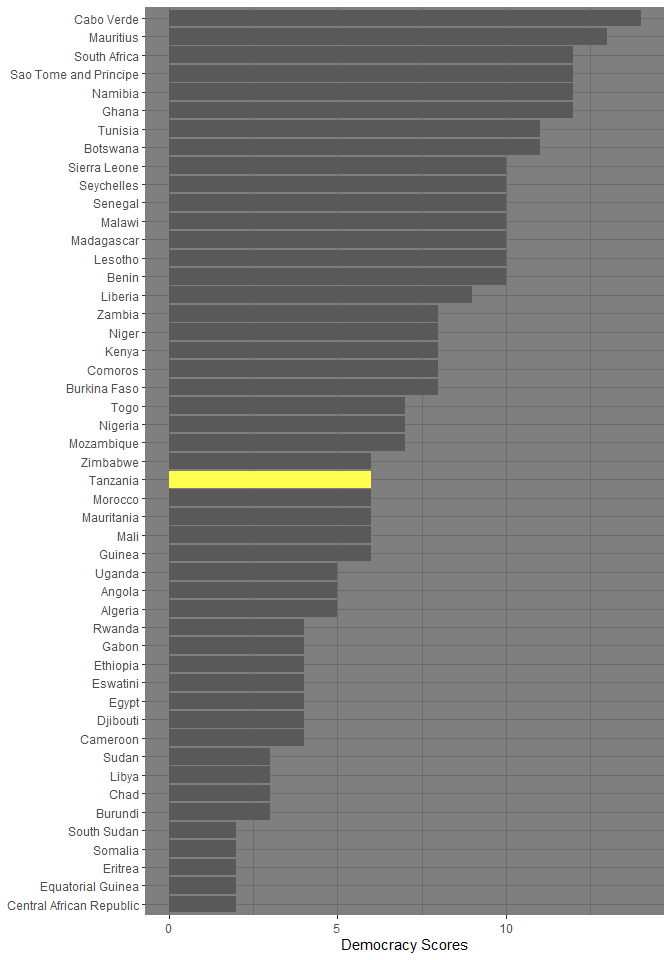 Cabo Verde
Mauritius
South Africa
Sao Tome and Principe
Namibia
Ghana
Tunisia
Botswana
Sierra Leone
Seychelles
Senegal
Malawi
Madagascar
Lesotho
Benin
Liberia
Zambia
Niger
Kenya
Comoros
Burkina Faso
Togo
Nigeria
Mozambique
Zimbabwe
Tanzania
Morocco
Mauritania
Mali
Guinea
Uganda
Angola
Algeria
Rwanda
Gabon
Ethiopia
Eswatini
Egypt
Djibouti
Cameroon
Sudan
Libya
Chad
Burundi
South Sudan
Somalia
Eritrea
Equatorial Guinea
Central African Republic
0 5 10
Democracy Scores